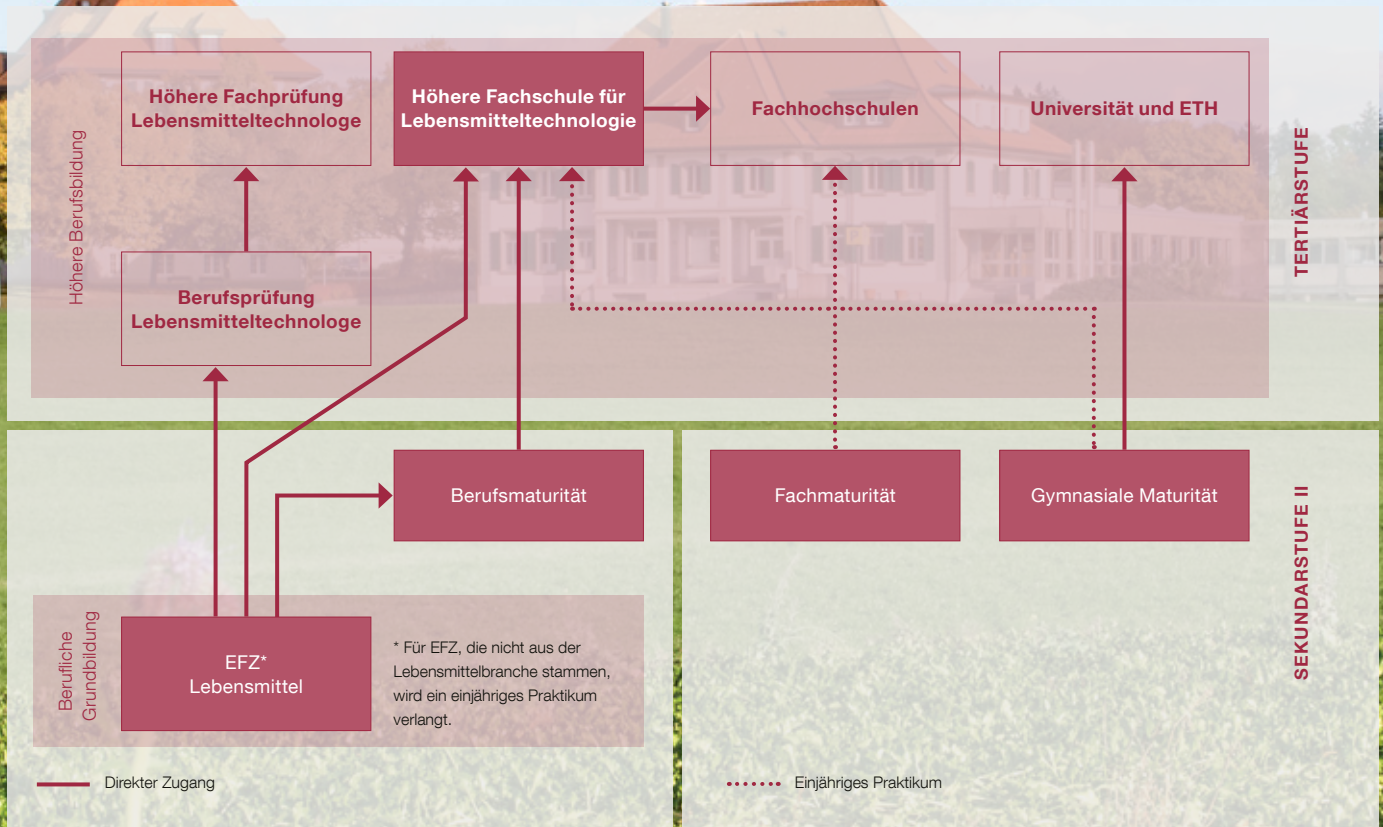 Höhere Fachprüfung
Lebensmitteltechnologe
Höhere Fachschule für
Lebensmitteltechnologie
Fachhochschulen
Universität und ETH
Höhere Berufsbildung
TERTIÄRSTUFE
Berufsprüfung
Lebensmitteltechnologe
Berufsmaturität
Fachmaturität
Gymnasiale Maturität
SEKUNDARSTUFE II
Berufliche
Grundbildung
EFZ*
Lebensmittel
* Für EFZ, die nicht aus der
Lebensmittelbranche stammen,
wird ein einjähriges Praktikum
verlangt.
Direkter Zugang
Einjähriges Praktikum